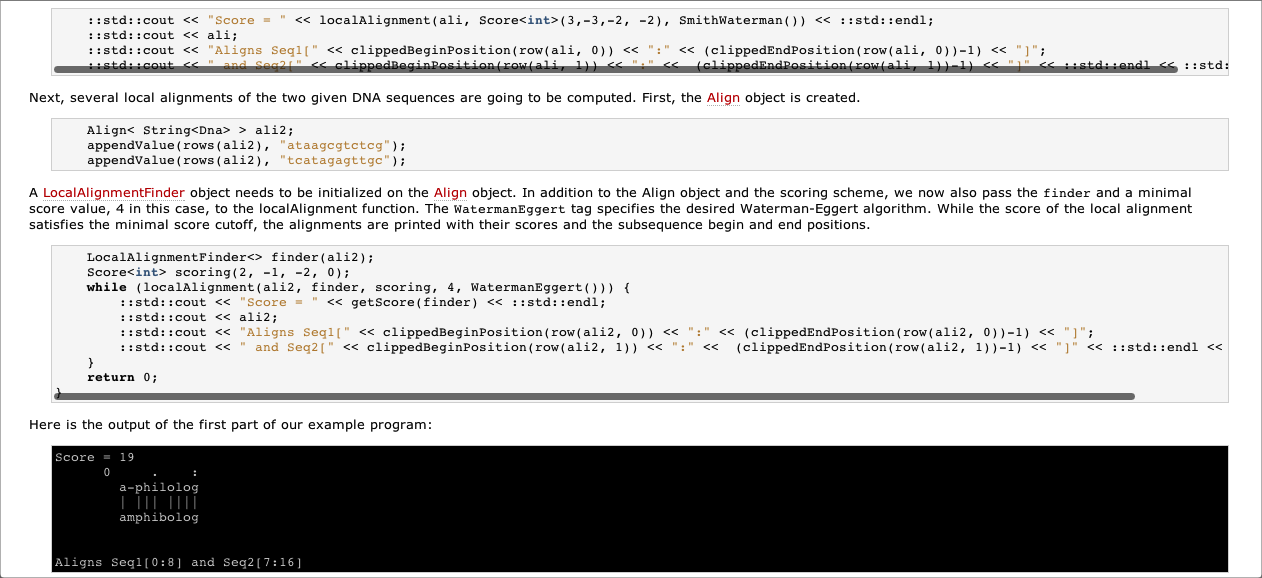 ::std::cout << "Score = " << localAlignment(ali, Score<int>(3,-3,-2, -2), SmithWaterman()) << ::std::endl;
::std::cout << ali;
::std::cout << "Aligns Seq1[" << clippedBeginPosition(row(ali, 0)) << ":" << (clippedEndPosition(row(ali, 0))-1) << "]";
::std::cout << " and Seq2[" << clippedBeginPosition(row(ali, 1)) << ":" <<  (clippedEndPosition(row(ali, 1))-1) << "]" << ::std::endl << ::std:
Next, several local alignments of the two given DNA sequences are going to be computed. First, the Align object is created.
Align< String<Dna> > ali2;
appendValue(rows(ali2), "ataagcgtctcg");
appendValue(rows(ali2), "tcatagagttgc");
A LocalAlignmentFinder object needs to be initialized on the Align object. In addition to the Align object and the scoring scheme, we now also pass the finder and a minimal
score value, 4 in this case, to the localAlignment function. The WatermanEggert tag specifies the desired Waterman-Eggert algorithm. While the score of the local alignment
satisfies the minimal score cutoff, the alignments are printed with their scores and the subsequence begin and end positions.
LocalAlignmentFinder<> finder(ali2);
Score<int> scoring(2, -1, -2, 0);
while (localAlignment(ali2, finder, scoring, 4, WatermanEggert())) {
::std::cout << "Score = " << getScore(finder) << ::std::endl;
::std::cout << ali2;
::std::cout << "Aligns Seq1[" << clippedBeginPosition(row(ali2, 0)) << ":" << (clippedEndPosition(row(ali2, 0))-1) << "]";
::std::cout << " and Seq2[" << clippedBeginPosition(row(ali2, 1)) << ":" <<  (clippedEndPosition(row(ali2, 1))-1) << "]" << ::std::endl <<
}
return 0;
}
Here is the output of the first part of our example program:
Score = 19
0     .    :
a-philolog
| ||| ||||
amphibolog
Aligns Seq1[0:8] and Seq2[7:16]